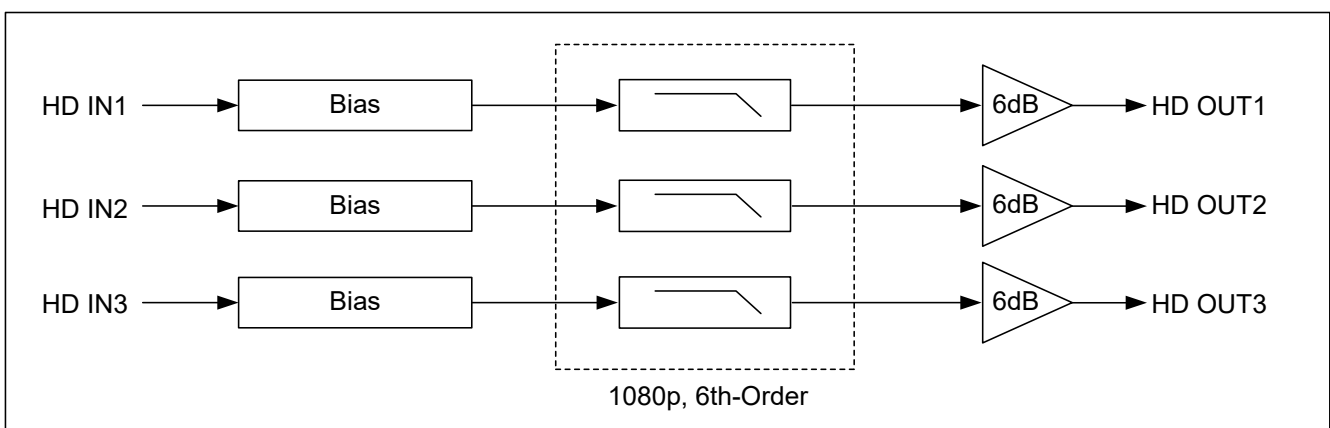 HD IN1
Bias
6dB
HD OUT1
HD IN2
Bias
6dB
HD OUT2
HD IN3
Bias
6dB
HD OUT3
1080p, 6th-Order